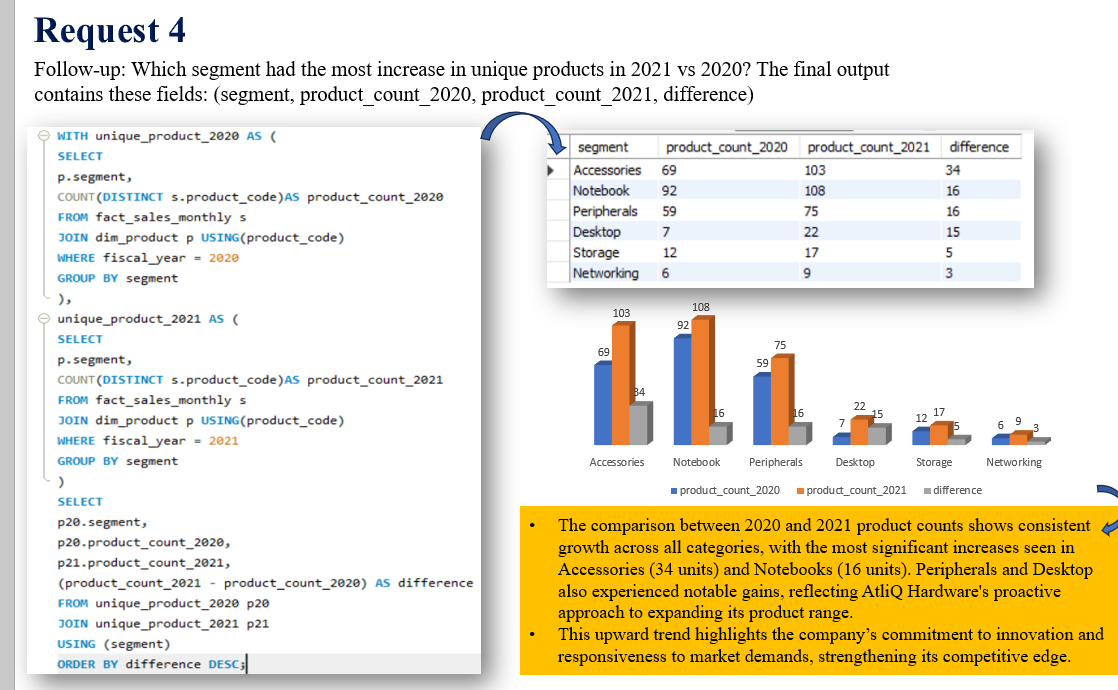 Request 4
Follow-up: Which segment had the most increase in unique products in 2021 vs 2020? The final output
contains these fields: (segment, product_count_2020, product_count_2021, difference)
WITH unique_product_2020 AS (
SELECT
p.segment,
COUNT(DISTINCT s.product_code)AS product_count_2020
FROM fact_sales_monthly s
JOIN dim_product p USING(product_code)
WHERE fiscal_year = 2020
GROUP BY segment
),
unique_product_2021 AS (
SELECT
p.segment,
COUNT(DISTINCT s.product_code)AS product_count_2021
FROM fact_sales_monthly s
JOIN dim_product p USING(product_code)
WHERE fiscal_year = 2021
GROUP BY segment
)
SELECT
p20.segment,
p20.product_count_2020,
p21.product_count_2021,
(product_count_2021 - product_count_2020) AS difference
FROM unique_product_2020 p20
JOIN unique_product_2021 p21
USING (segment)
ORDER BY difference DESC;
segment product_count_2020 product_count_2021 difference
Accessories 69 103 34
Notebook 92 108 16
Peripherals 59 75 16
Desktop 7 22 15
Storage 12 17 5
Networking 6 9 3
69 103 34 92 108 16 59 75 16 7 22 15 12 17 5 6 9 3
Accessories Notebook Peripherals Desktop Storage Networking
product_count_2020 product_count_2021 difference
• The comparison between 2020 and 2021 product counts shows consistent
growth across all categories, with the most significant increases seen in
Accessories (34 units) and Notebooks (16 units). Peripherals and Desktop
also experienced notable gains, reflecting AtliQ Hardware's proactive
approach to expanding its product range.
• This upward trend highlights the company’s commitment to innovation and
responsiveness to market demands, strengthening its competitive edge.